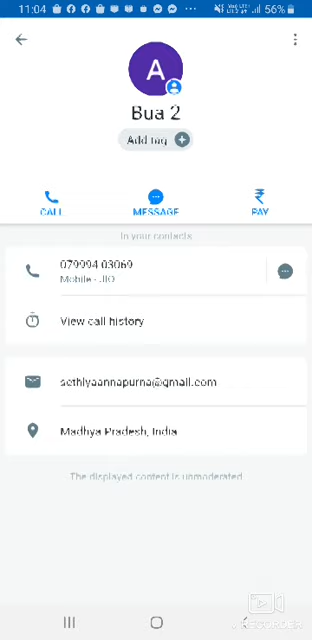 11:04
56%
A
Bua 2
Add tag
CALL MESSAGE PAY
In your contacts
079994 03069
Mobile - JIO
View call history
sethiyaannapurna@gmail.com
Madhya Pradesh, India
The displayed content is unmoderated
RECORDER